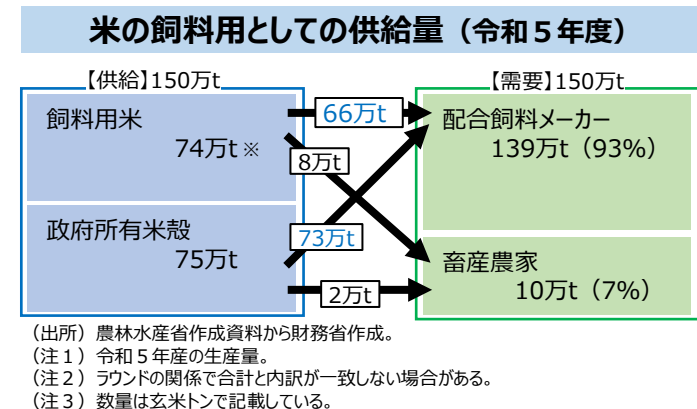 米の飼料用としての供給量（令和５年度）
【供給】150万t
【需要】150万t
飼料用米
74万t※
66万t
8万t
配合飼料メーカー
139万t（93%）
政府所有米殻
75万t
73万t
2万t
畜産農家
10万t（7%）
（出所）農林水産省作成資料から財務省作成。
（注１）令和５年産の生産量。
（注２）ラウンドの関係で合計と内訳が一致しない場合がある。
（注３）数量は玄米トンで記載している。